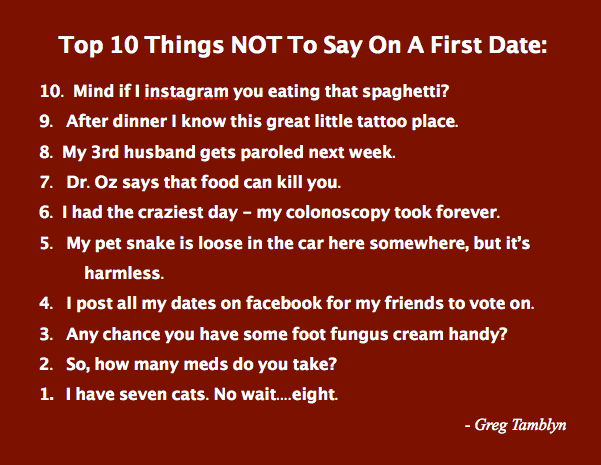 Top 10 Things NOT To Say On A First Date:
10. Mind if I instagram you eating that spaghetti?
9. After dinner I know this great little tattoo place.
8. My 3rd husband gets paroled next week.
7. Dr. Oz says that food can kill you.
6. I had the craziest day – my colonoscopy took forever.
5. My pet snake is loose in the car here somewhere, but it's
harmless.
4. I post all my dates on facebook for my friends to vote on.
3. Any chance you have some foot fungus cream handy?
2. So, how many meds do you take?
1. I have seven cats. No wait....eight.
- Greg Tamblyn